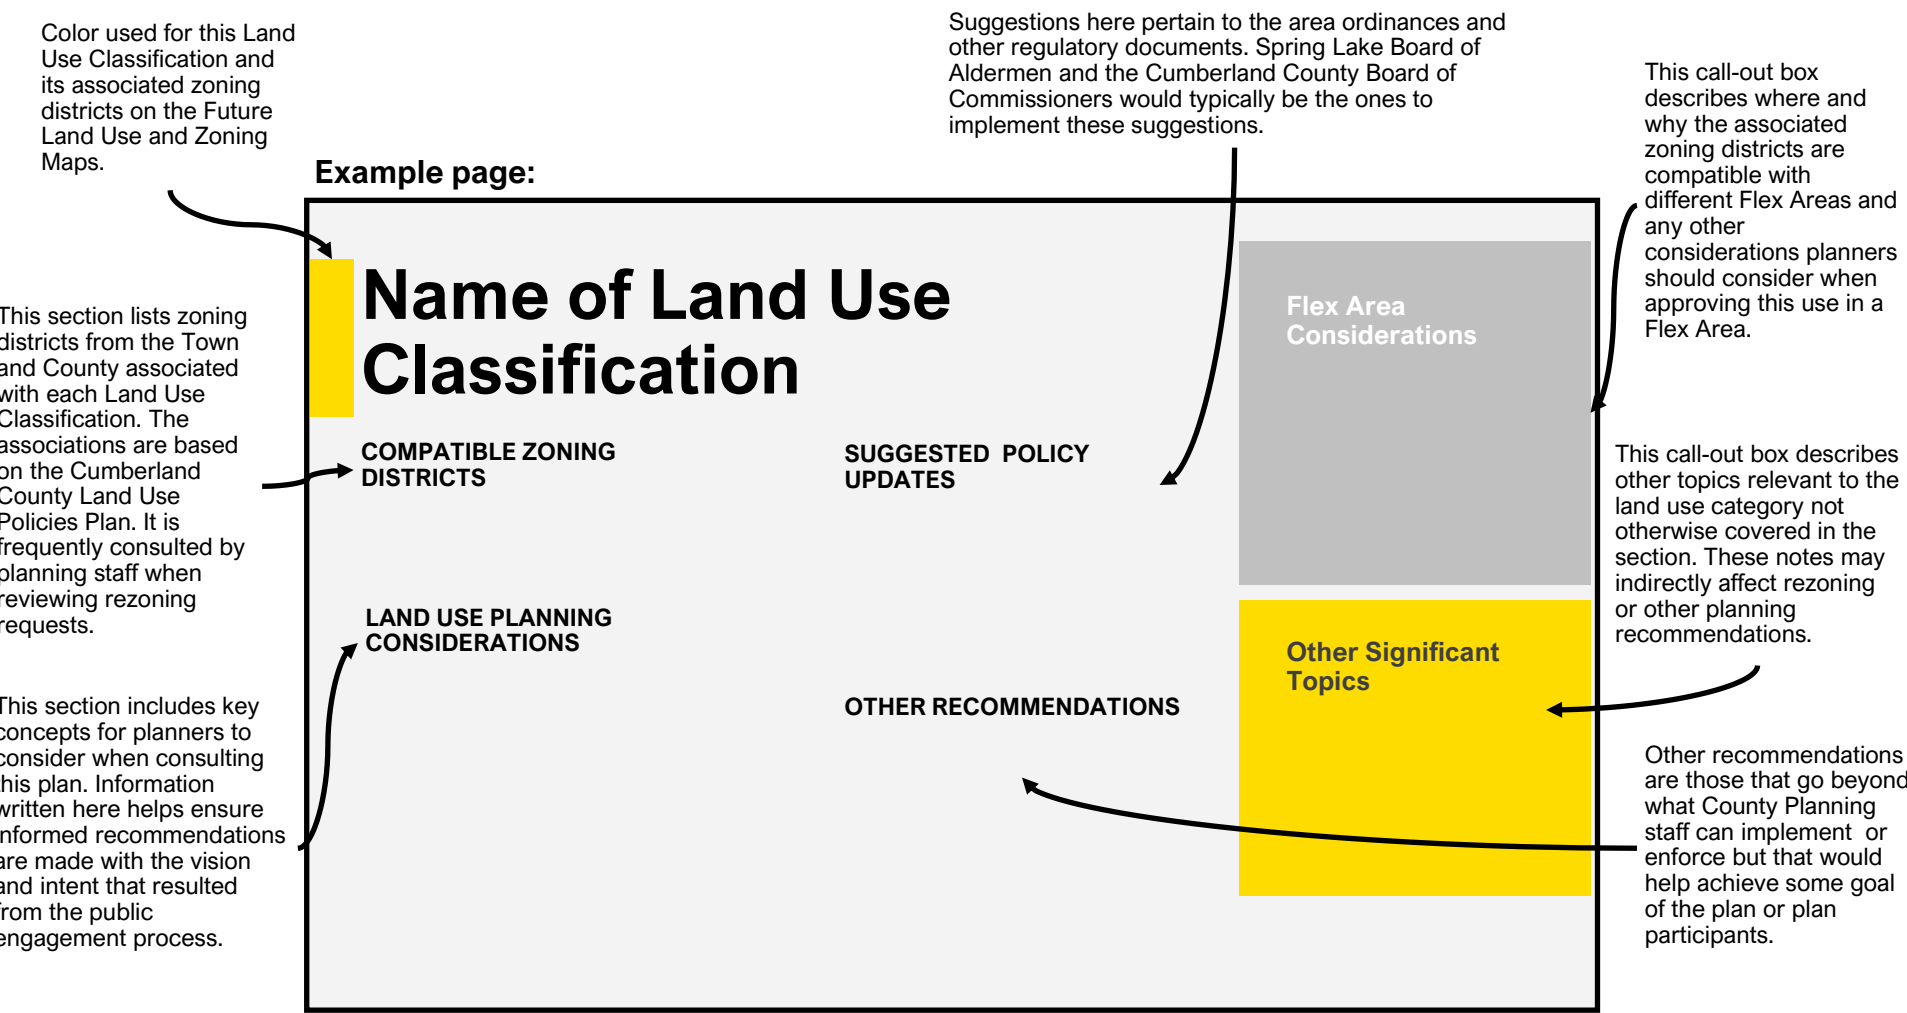 Color used for this Land
Use Classification and
its associated zoning
districts on the Future
Land Use and Zoning
Maps.
Suggestions here pertain to the area ordinances and
other regulatory documents. Spring Lake Board of
Aldermen and the Cumberland County Board of
Commissioners would typically be the ones to
implement these suggestions.
This call-out box
describes where and
why the associated
zoning districts are
compatible with
different Flex Areas and
any other
considerations planners
should consider when
approving this use in a
Flex Area.
Example page:
Name of Land Use
Classification
Flex Area
Considerations
This section lists zoning
districts from the Town
and County associated
with each Land Use
Classification. The
associations are based
on the Cumberland
County Land Use
Policies Plan. It is
frequently consulted by
planning staff when
reviewing rezoning
requests.
COMPATIBLE ZONING
DISTRICTS
SUGGESTED  POLICY
UPDATES
This call-out box describes
other topics relevant to the
land use category not
otherwise covered in the
section. These notes may
indirectly affect rezoning
or other planning
recommendations.
LAND USE PLANNING
CONSIDERATIONS
Other Significant
Topics
This section includes key
concepts for planners to
consider when consulting
this plan. Information
written here helps ensure
informed recommendations
are made with the vision
and intent that resulted
from the public
engagement process.
OTHER RECOMMENDATIONS
Other recommendations
are those that go beyond
what County Planning
staff can implement  or
enforce but that would
help achieve some goal
of the plan or plan
participants.